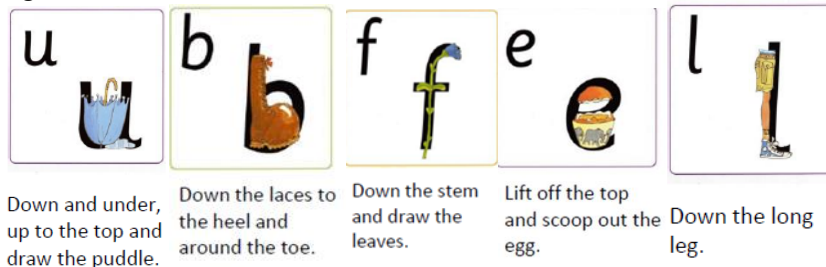 u
b
f
e
l
Down and under,
up to the top and
draw the puddle.
Down the laces to
the heel and
around the toe.
Down the stem
and draw the
leaves.
Lift off the top
and scoop out the
egg.
Down the long
leg.